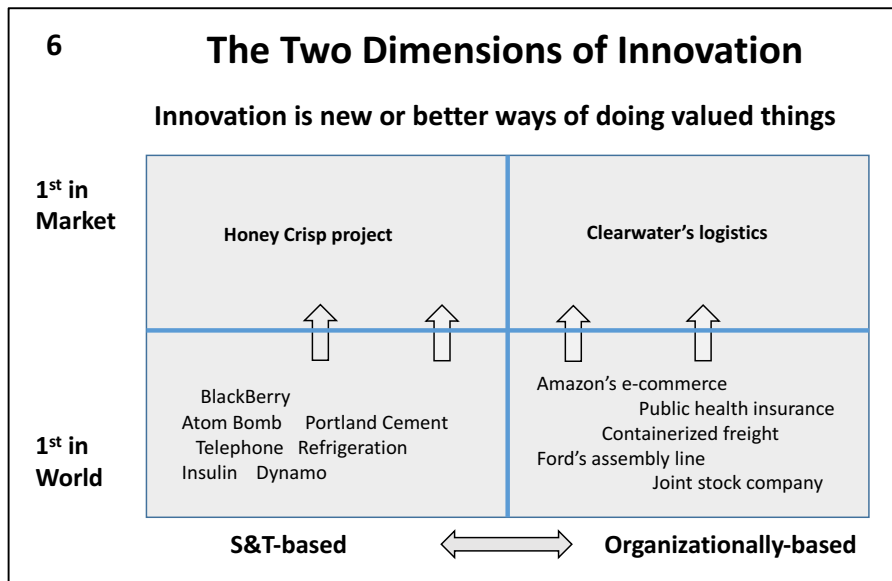 6
The Two Dimensions of Innovation
Innovation is new or better ways of doing valued things
1st in
Market
Honey Crisp project
Clearwater's logistics
1st in
World
BlackBerry
Atom Bomb Portland Cement
Telephone Refrigeration
Insulin Dynamo
Amazon's e-commerce
Public health insurance
Containerized freight
Ford's assembly line
Joint stock company
S&T-based
Organizationally-based